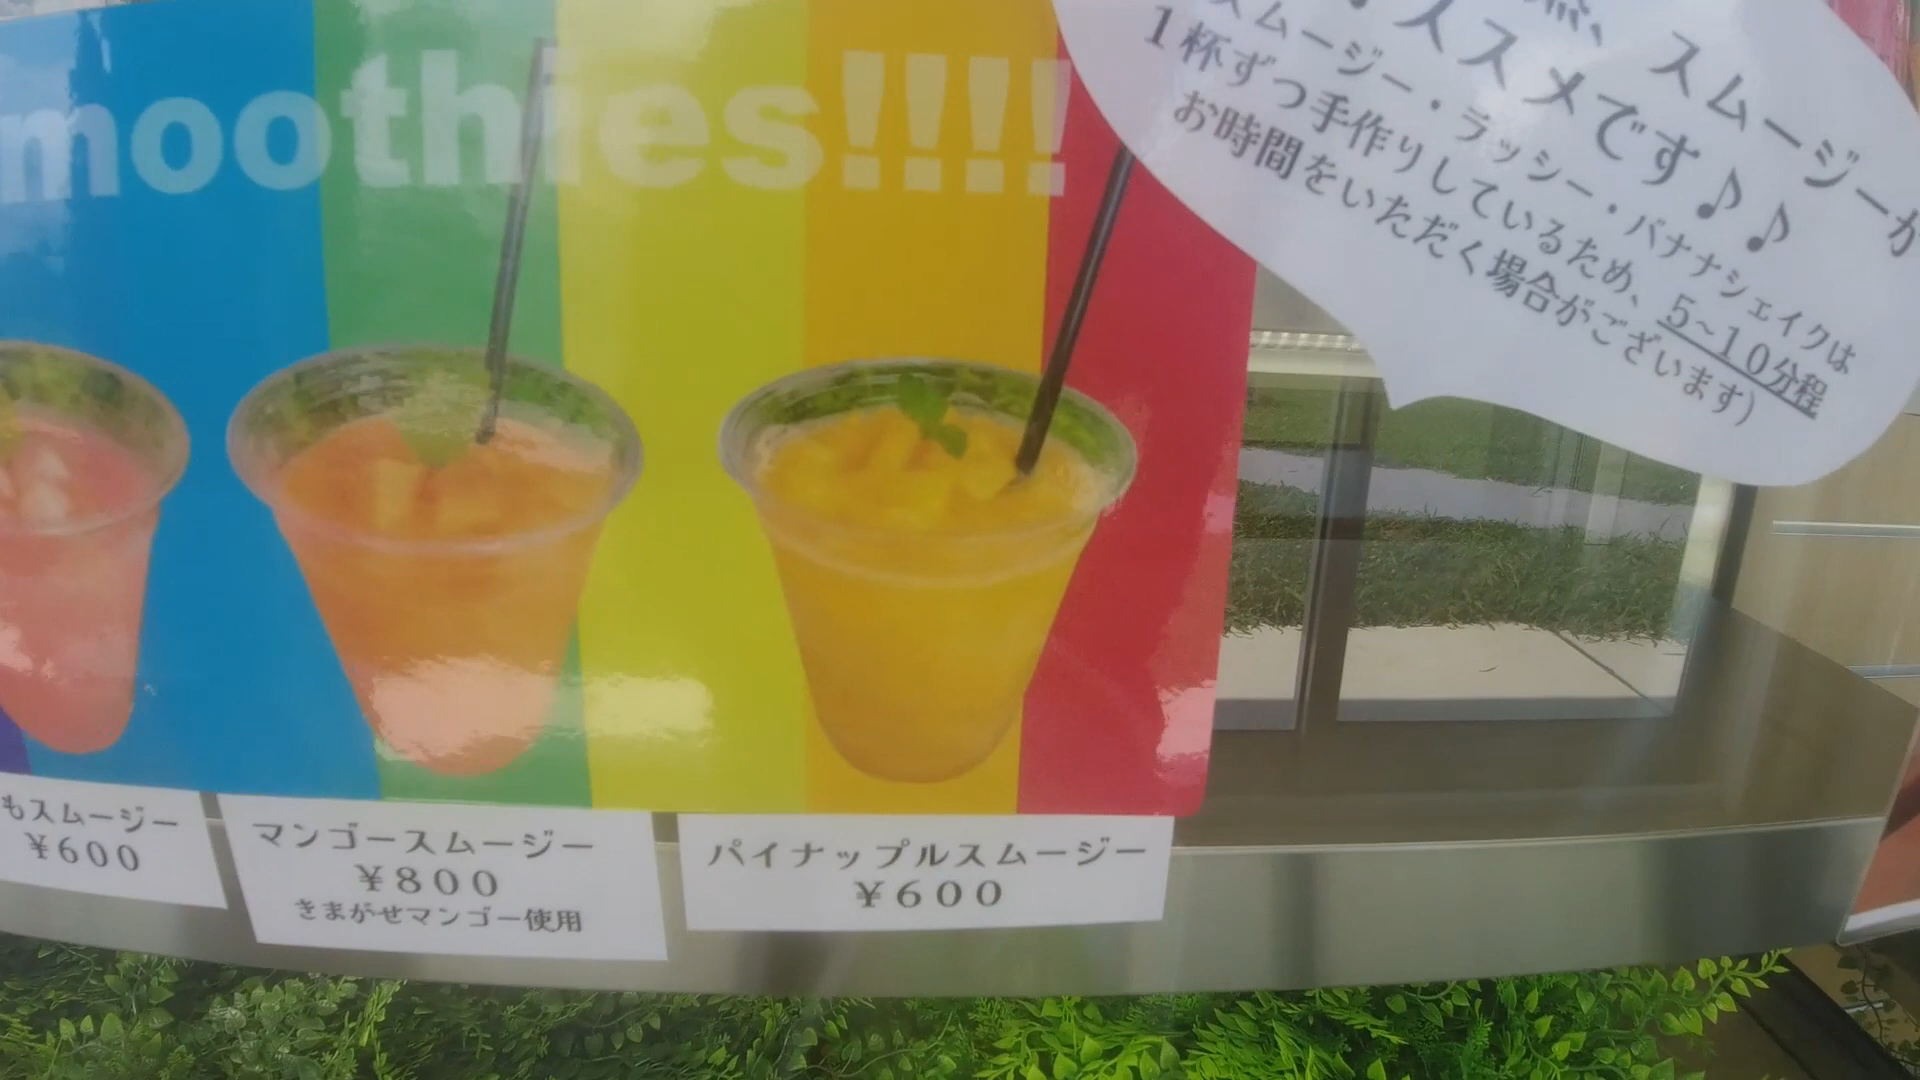 moothies!!!!
スムージーが
オススメです♪♪
スムージー・ラッシー・バナナシェイクは
1杯ずつ手作りしているため、5~10分程
お時間をいただく場合がございます)
もスムージー
¥600
マンゴースムージー
¥800
きまがせマンゴー使用
パイナップルスムージー
¥600